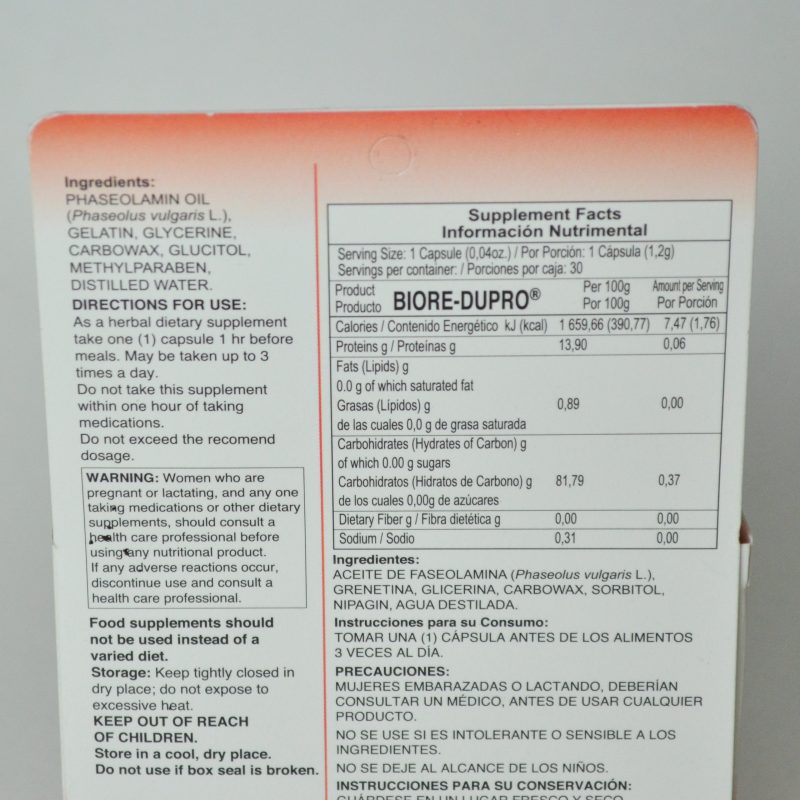 Ingredients:
PHASEOLAMIN OIL
(Phaseolus vulgaris L.),
GELATIN, GLYCERINE,
CARBOWAX, GLUCITOL,
METHYLPARABEN,
DISTILLED WATER.
DIRECTIONS FOR USE:
As a herbal dietary supplement
take one (1) capsule 1 hr before
meals. May be taken up to 3
times a day.
Do not take this supplement
within one hour of taking
medications.
Do not exceed the recomend
dosage.
WARNING: Women who are
pregnant or lactating, and any one
taking medications or other dietary
supplements, should consult a
health care professional before
using any nutritional product.
If any adverse reactions occur,
discontinue use and consult a
health care professional.
Food supplements should
not be used instead of a
varied diet.
Storage: Keep tightly closed in
dry place; do not expose to
excessive heat.
KEEP OUT OF REACH
OF CHILDREN.
Store in a cool, dry place.
Do not use if box seal is broken.
Supplement Facts
Información Nutrimental
Serving Size: 1 Capsule (0,04oz.) / Por Porción: 1 Cápsula (1,2g)
Servings per container: / Porciones por caja: 30
Product Per 100g Amount per Serving
Producto BIORE-DUPRO® Por 100g Por Porción
Calories / Contenido Energético kJ (kcal) 1 659,66 (390,77) 7,47 (1,76)
Proteins g / Proteínas g 13,90 0,06
Fats (Lipids) g
0.0 g of which saturated fat
Grasas (Lípidos) g 0,89 0,00
de las cuales 0,0 g de grasa saturada
Carbohidrates (Hydrates of Carbon) g
of which 0.00 g sugars
Carbohidratos (Hidratos de Carbono) g 81,79 0,37
de los cuales 0,00g de azúcares
Dietary Fiber g / Fibra dietética g 0,00 0,00
Sodium / Sodio 0,31 0,00
Ingredientes:
ACEITE DE FASEOLAMINA (Phaseolus vulgaris L.),
GRENETINA, GLICERINA, CARBOWAX, SORBITOL,
NIPAGIN, AGUA DESTILADA.
Instrucciones para su Consumo:
TOMAR UNA (1) CÁPSULA ANTES DE LOS ALIMENTOS
3 VECES AL DÍA.
PRECAUCIONES:
MUJERES EMBARAZADAS O LACTANDO, DEBERÍAN
CONSULTAR UN MÉDICO, ANTES DE USAR CUALQUIER
PRODUCTO.
NO SE USE SI ES INTOLERANTE O SENSIBLE A LOS
INGREDIENTES.
NO SE DEJE AL ALCANCE DE LOS NIÑOS.
INSTRUCCIONES PARA SU CONSERVACIÓN:
GUÁRDESE EN UN LUGAR FRESCO Y SECO